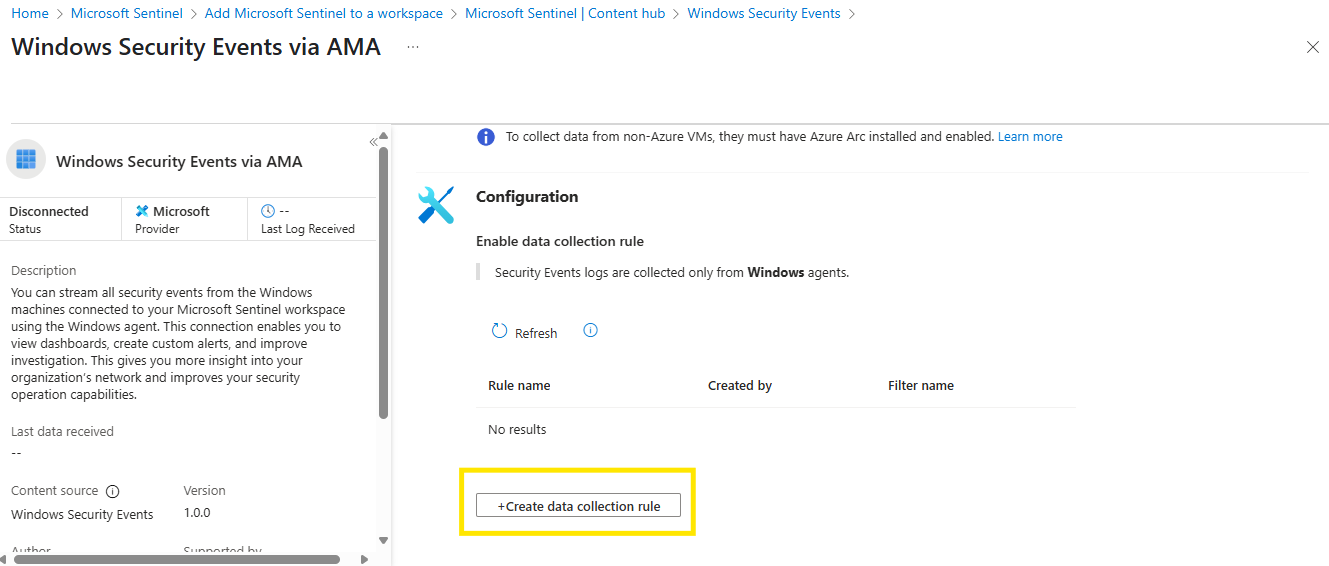 Home > Microsoft Sentinel > Add Microsoft Sentinel to a workspace > Microsoft Sentinel | Content hub > Windows Security Events >
Windows Security Events via AMA ...
Windows Security Events via AMA
Disconnected
Status
Microsoft
Provider
--
Last Log Received
Description
You can stream all security events from the Windows
machines connected to your Microsoft Sentinel workspace
using the Windows agent. This connection enables you to
view dashboards, create custom alerts, and improve
investigation. This gives you more insight into your
organization's network and improves your security
operation capabilities.
Last data received
--
Content source
Windows Security Events
Version
1.0.0
Author
Supported by
To collect data from non-Azure VMs, they must have Azure Arc installed and enabled. Learn more
Configuration
Enable data collection rule
Security Events logs are collected only from Windows agents.
Refresh
Rule name Created by Filter name
No results
+Create data collection rule